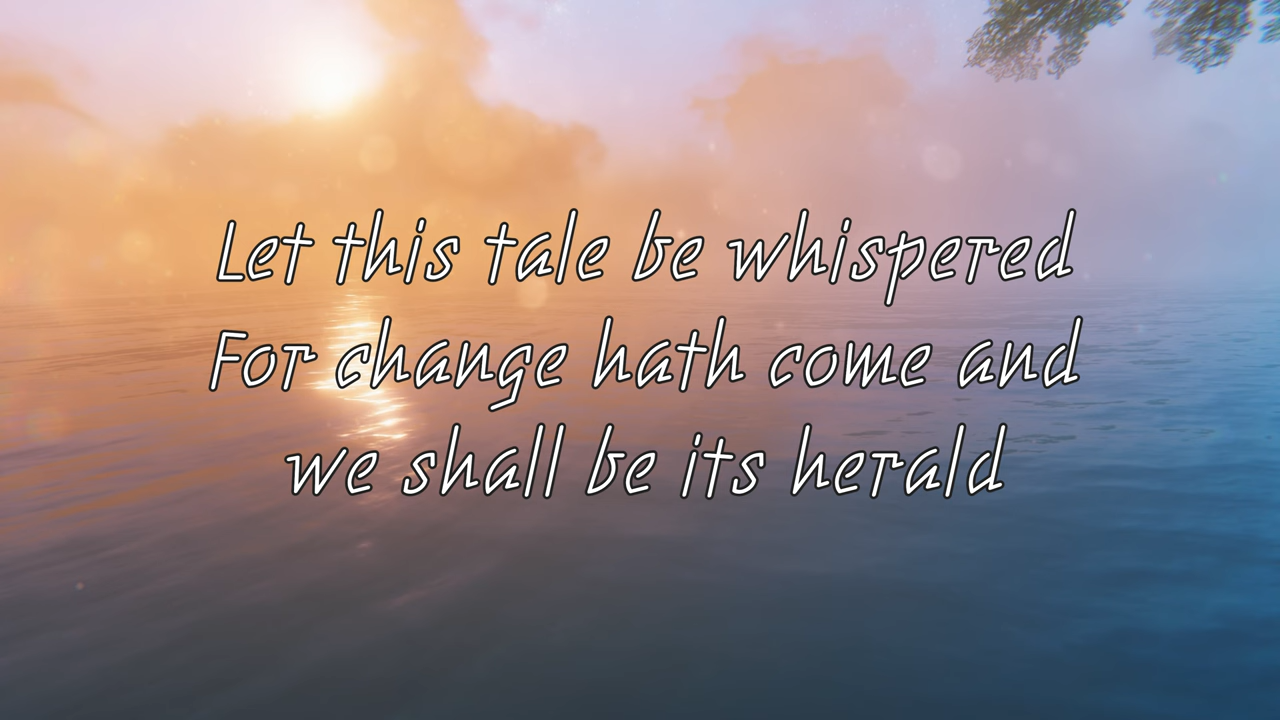 Let this tale be whispered
For change hath come and
we shall be its herald